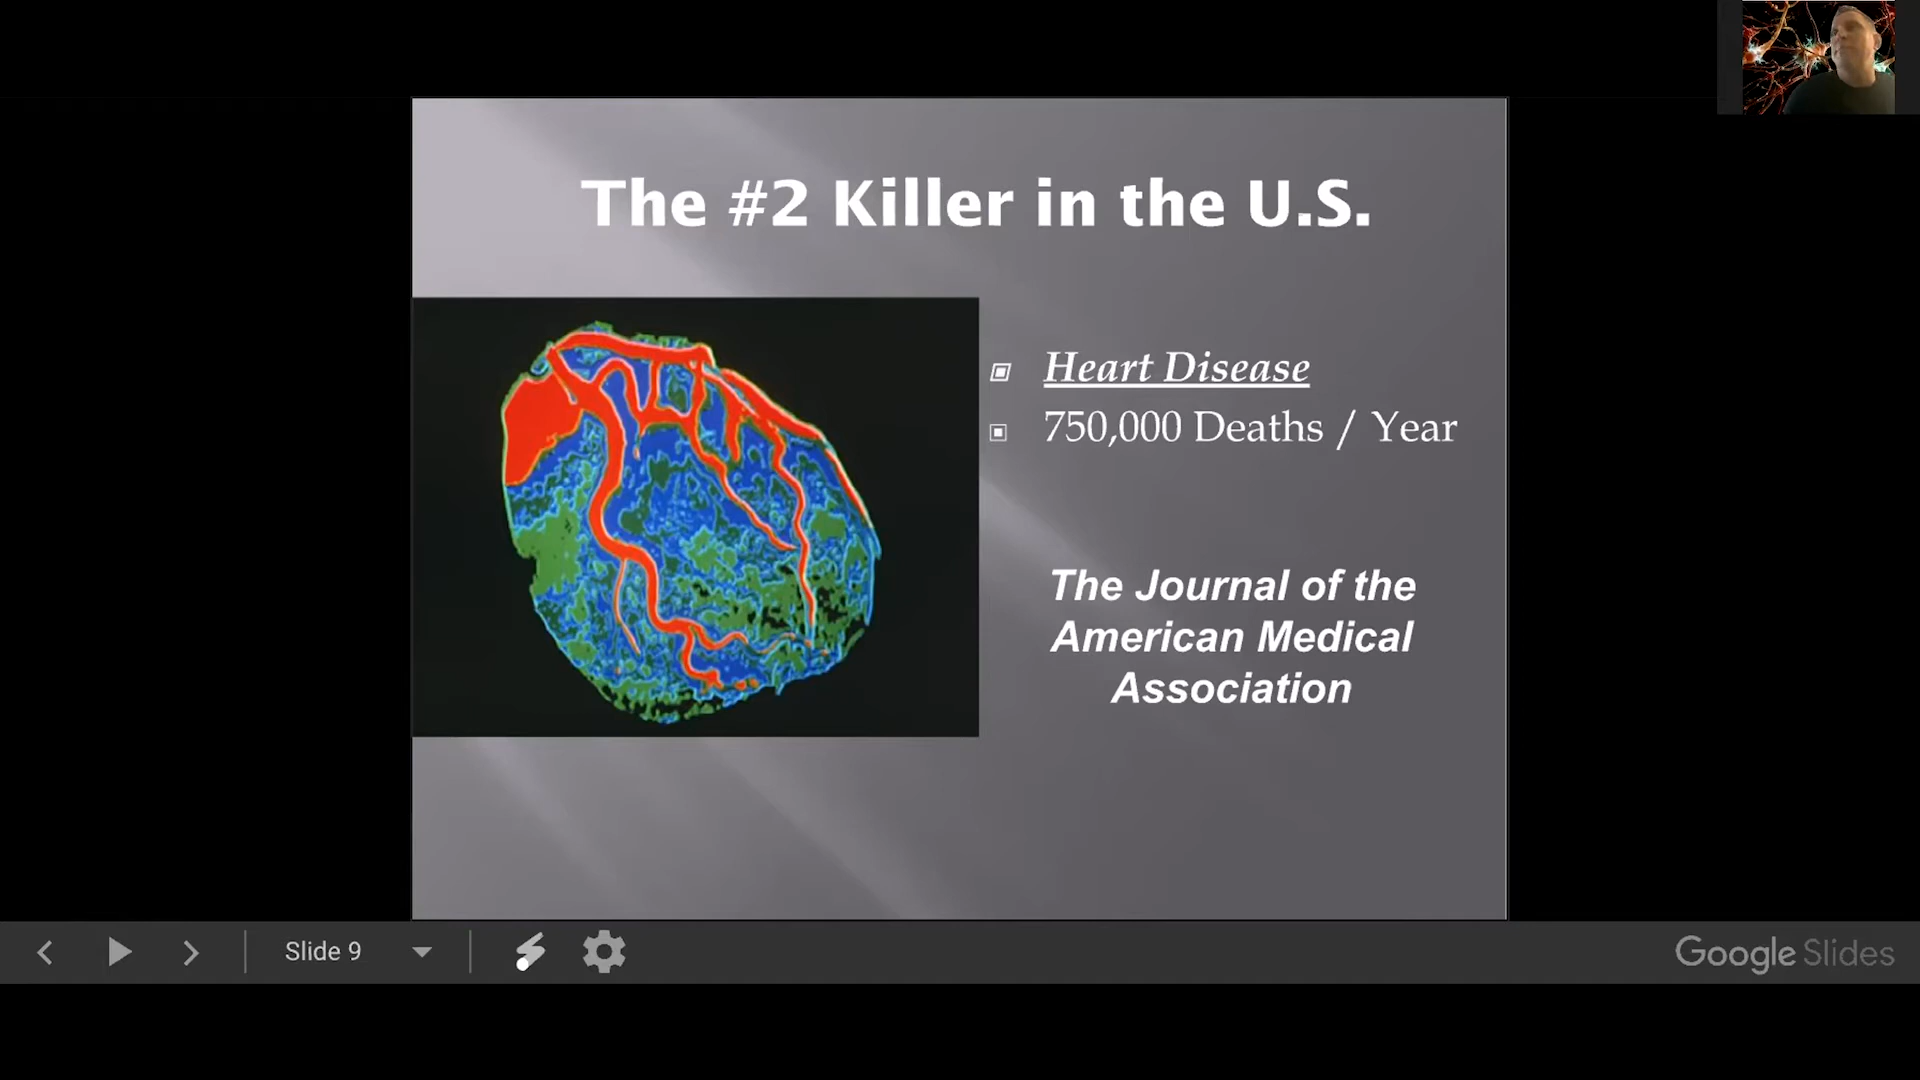 The #2 Killer in the U.S.
Heart Disease
750,000 Deaths / Year
The Journal of the
American Medical
Association
Slide 9
Google Slides